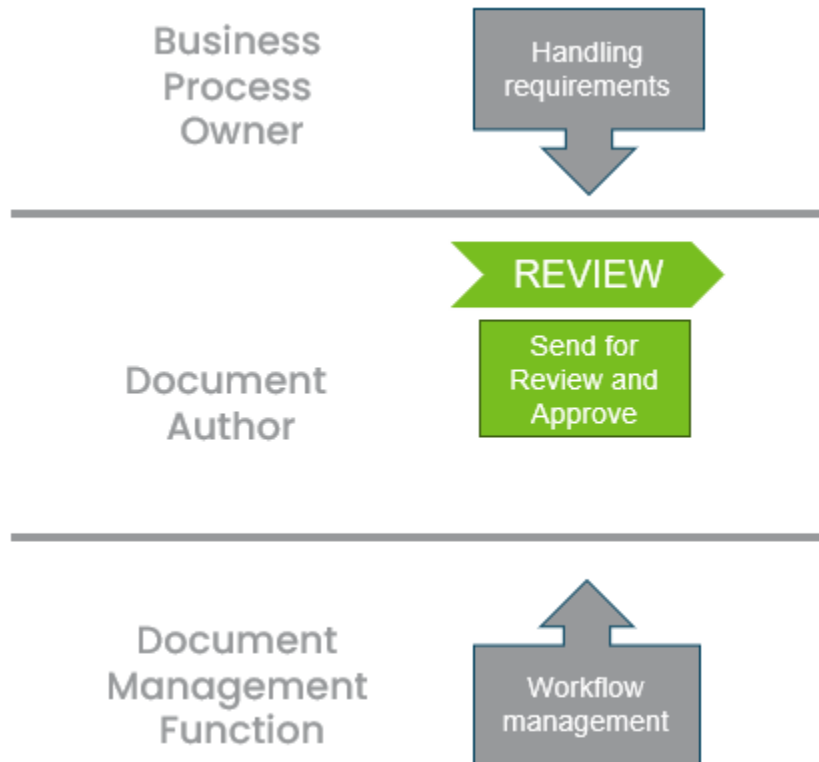 Business
Process
Owner
Handling
requirements
REVIEW
Send for
Review and
Approve
Document
Author
Document
Management
Function
Workflow
management